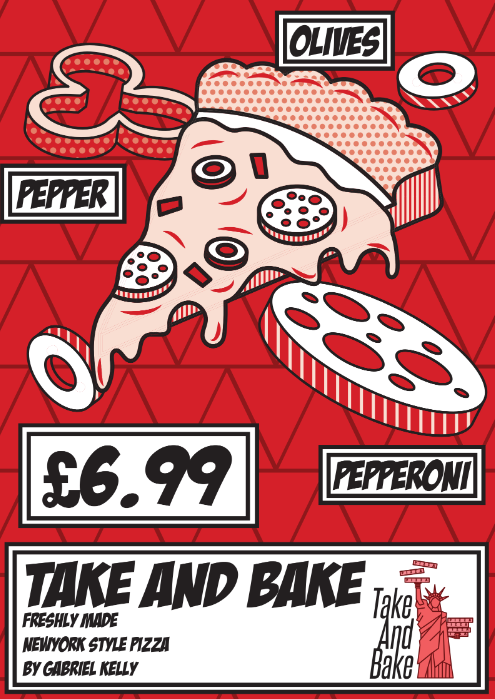 OLIVES
PEPPER
£6.99
PEPPERONI
TAKE AND BAKE
FRESHLY MADE
NEWYORK STYLE PIZZA
BY GABRIEL KELLY
Take
And
Bake